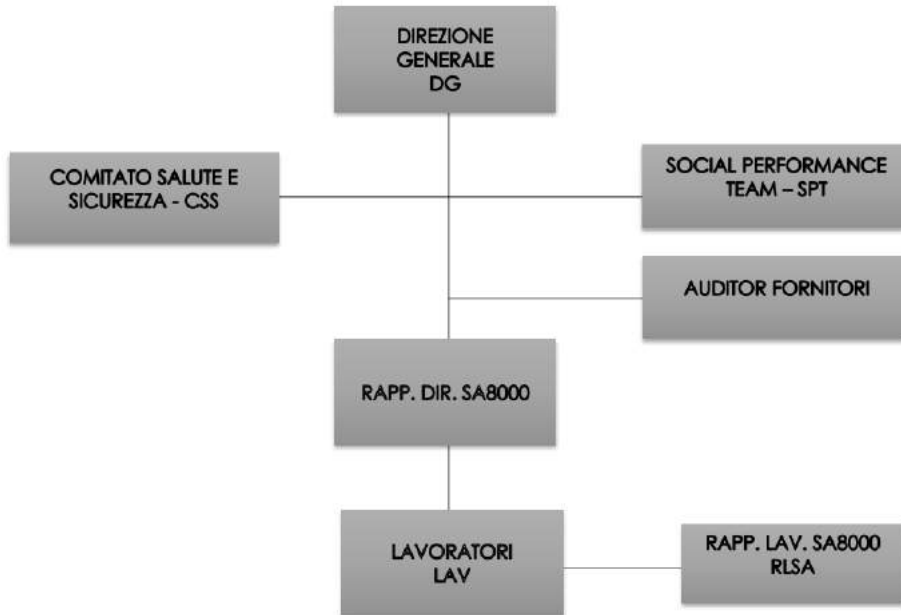 DIREZIONE
GENERALE
DG
COMITATO SALUTE E
SICUREZZA - CSS
SOCIAL PERFORMANCE
TEAM – SPT
AUDITOR FORNITORI
RAPP. DIR. SA8000
LAVORATORI
LAV
RAPP. LAV. SA8000
RLSA